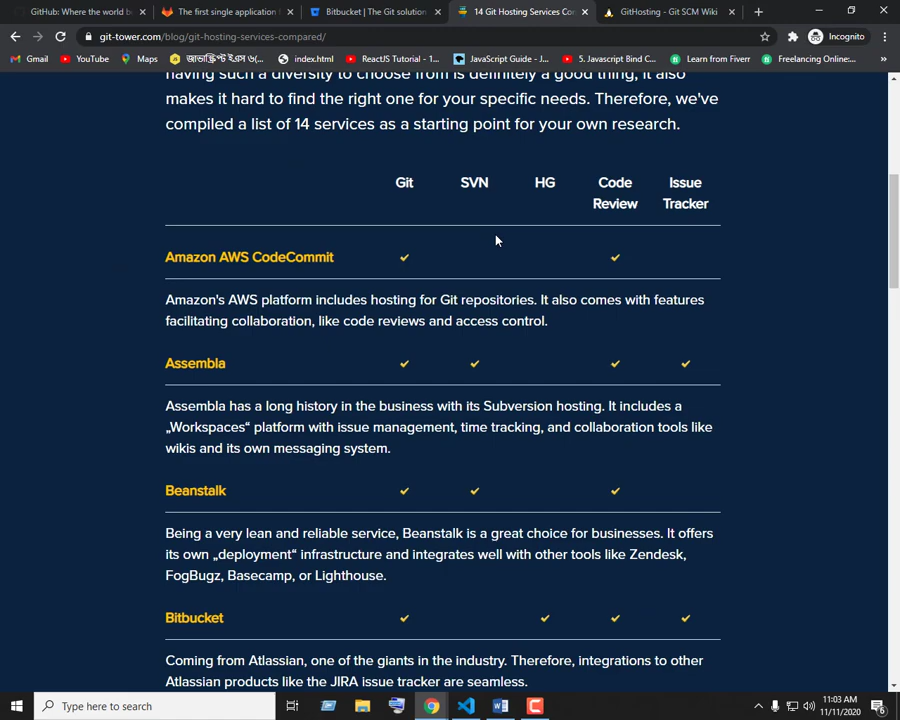 GitHub: Where the world b
The first single application
Bitbucket | The Git solution
14 Git Hosting Services Co
GitHosting - Git SCM Wiki
git-tower.com/blog/git-hosting-services-compared/
Incognito
Gmail
YouTube
Maps
জাভাস্ক্রিপ্ট ইএস ৬(...
index.html
ReactJS Tutorial - 1...
JavaScript Guide - J...
5. Javascript Bind C...
Learn from Fiverr
Freelancing Online:...
having such a diversity to choose from is definitely a good thing, it also
makes it hard to find the right one for your specific needs. Therefore, we've
compiled a list of 14 services as a starting point for your own research.
Git SVN HG Code Review Issue Tracker
Amazon AWS CodeCommit
Amazon's AWS platform includes hosting for Git repositories. It also comes with features
facilitating collaboration, like code reviews and access control.
Assembla
Assembla has a long history in the business with its Subversion hosting. It includes a
„Workspaces“ platform with issue management, time tracking, and collaboration tools like
wikis and its own messaging system.
Beanstalk
Being a very lean and reliable service, Beanstalk is a great choice for businesses. It offers
its own „deployment“ infrastructure and integrates well with other tools like Zendesk,
FogBugz, Basecamp, or Lighthouse.
Bitbucket
Coming from Atlassian, one of the giants in the industry. Therefore, integrations to other
Atlassian products like the JIRA issue tracker are seamless.
Type here to search
11:03 AM
11/11/2020